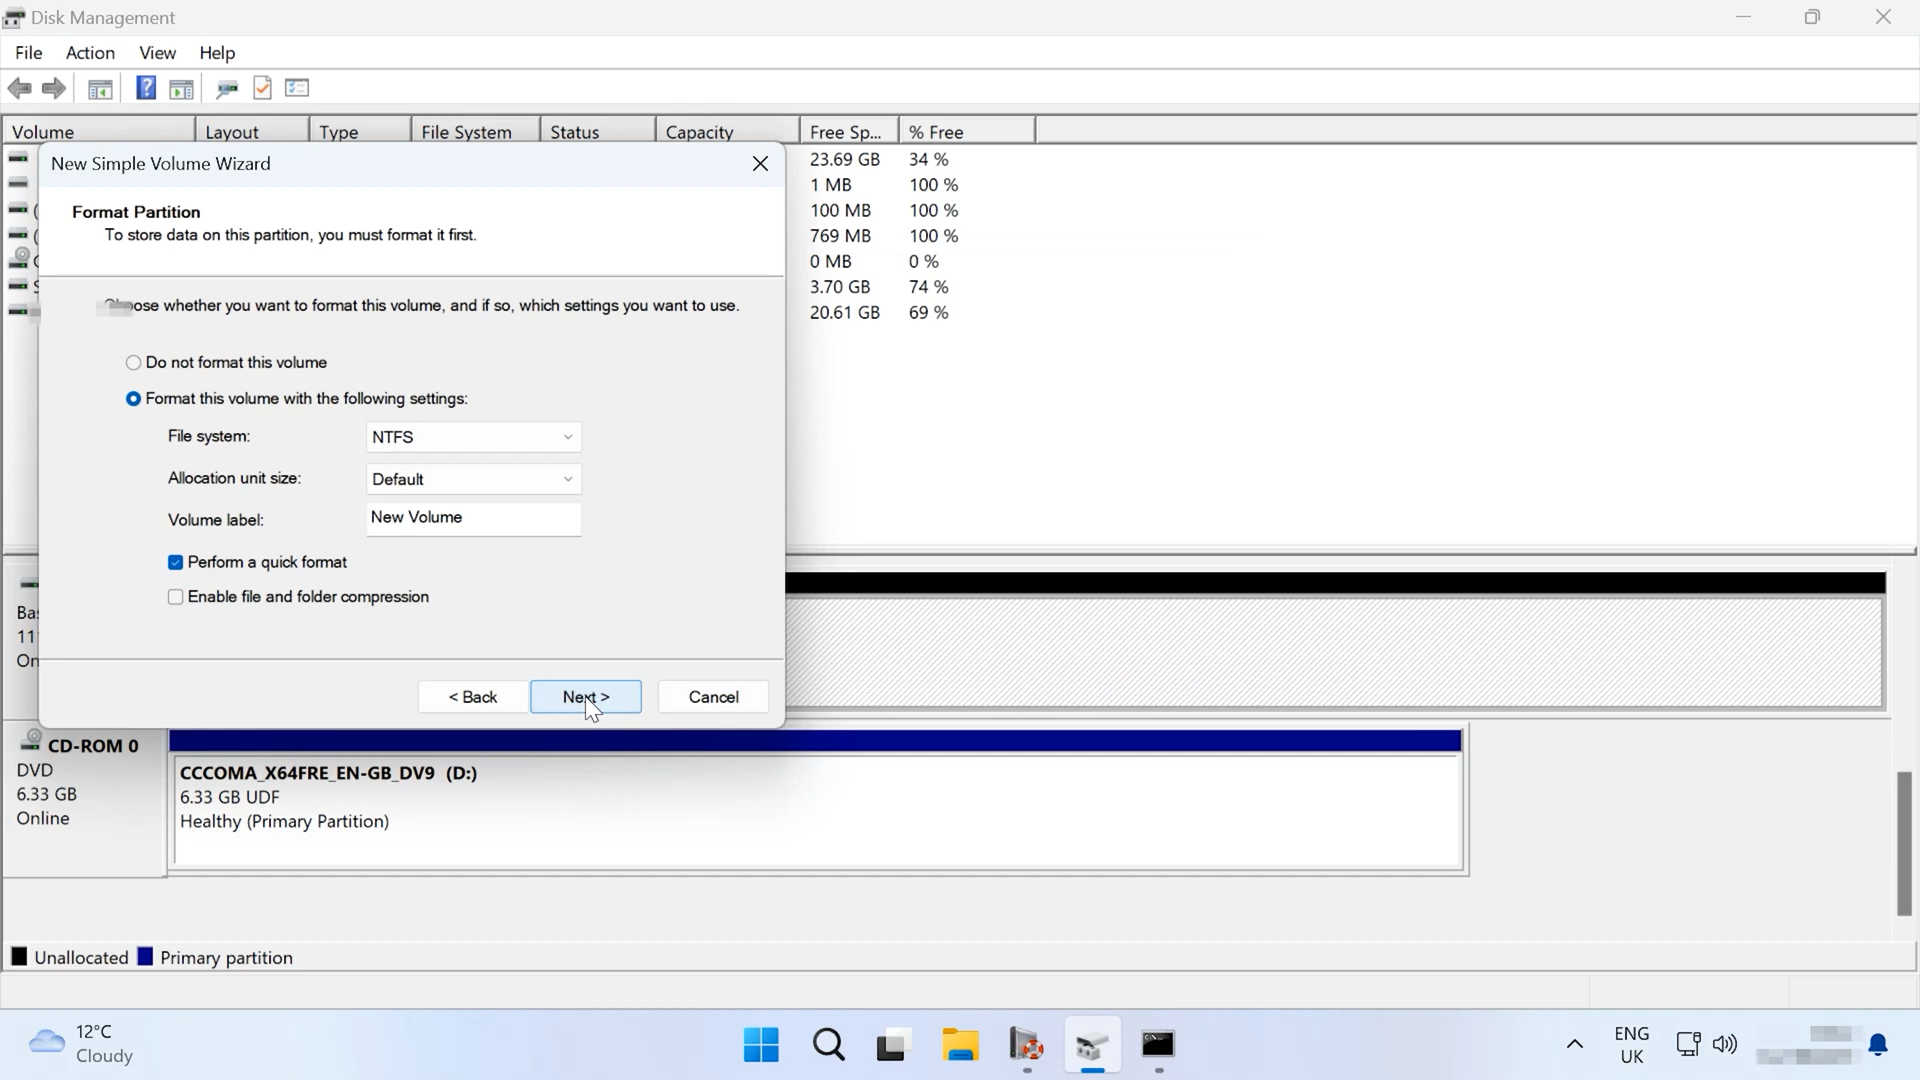 Disk Management
File Action View Help
Volume Layout Type File System Status Capacity Free Sp... % Free
23.69 GB 34 %
1 MB 100 %
100 MB 100 %
769 MB 100 %
0 MB 0 %
3.70 GB 74 %
20.61 GB 69 %
New Simple Volume Wizard
Format Partition
To store data on this partition, you must format it first.
whether you want to format this volume, and if so, which settings you want to use.
Do not format this volume
Format this volume with the following settings:
File system: NTFS
Allocation unit size: Default
Volume label: New Volume
Perform a quick format
Enable file and folder compression
< Back Next > Cancel
CD-ROM 0
DVD
6.33 GB
Online
CCCOMA_X64FRE_EN-GB_DV9 (D:)
6.33 GB UDF
Healthy (Primary Partition)
Unallocated Primary partition
12°C
Cloudy
ENG
UK